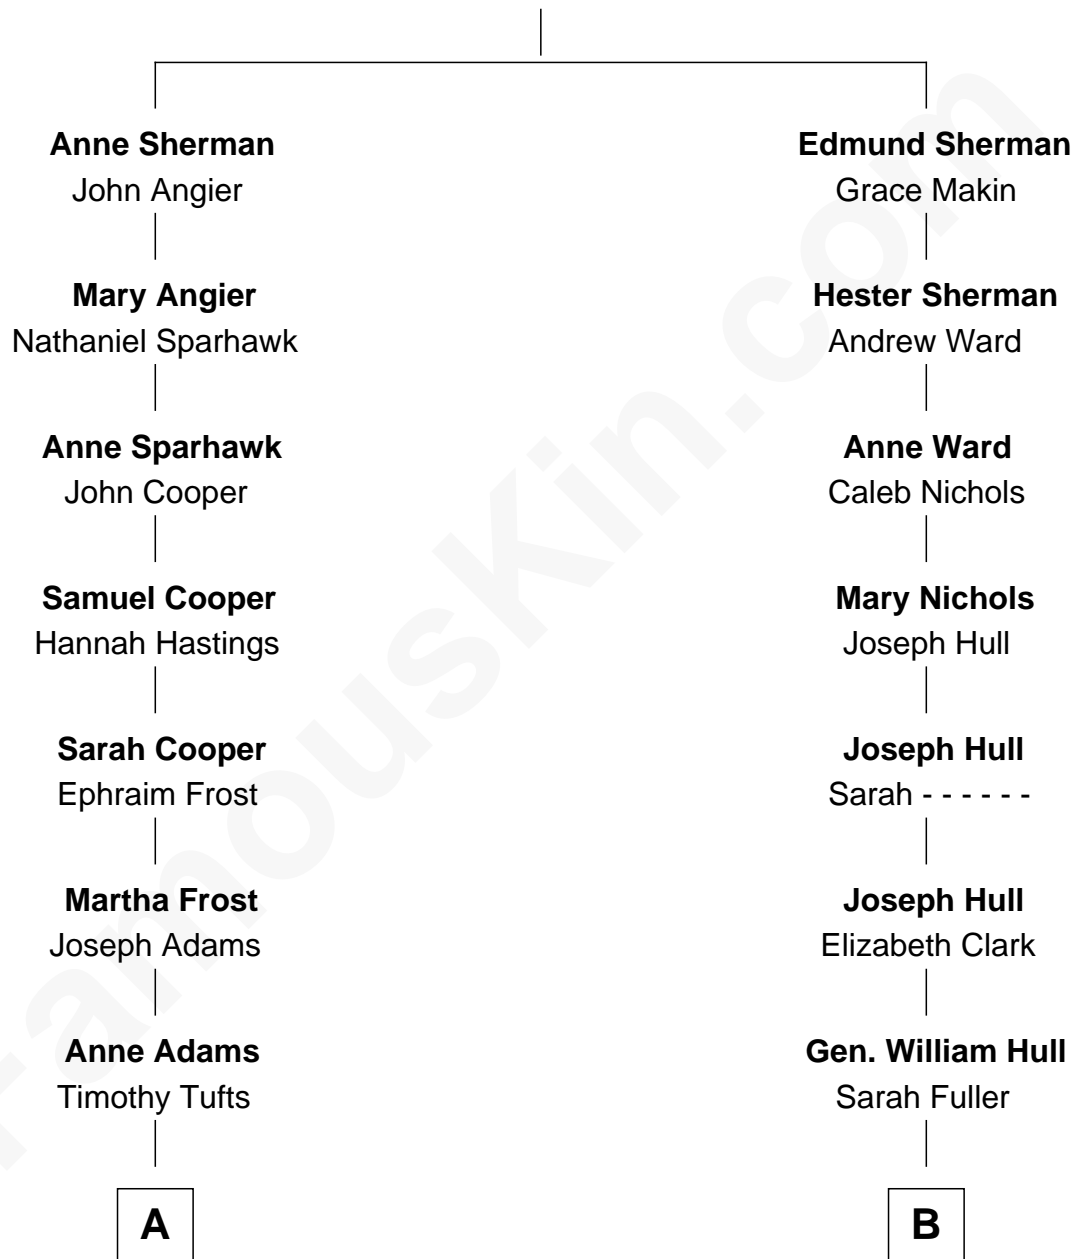 Anne Sherman
John Angier
Mary Angier
Nathaniel Sparhawk
Anne Sparhawk
John Cooper
Samuel Cooper
Hannah Hastings
Sarah Cooper
Ephraim Frost
Martha Frost
Joseph Adams
Anne Adams
Timothy Tufts
A
Edmund Sherman
Grace Makin
Hester Sherman
Andrew Ward
Anne Ward
Caleb Nichols
Mary Nichols
Joseph Hull
Joseph Hull
Sarah - - - - - -
Joseph Hull
Elizabeth Clark
Gen. William Hull
Sarah Fuller
B
FamousKin.com